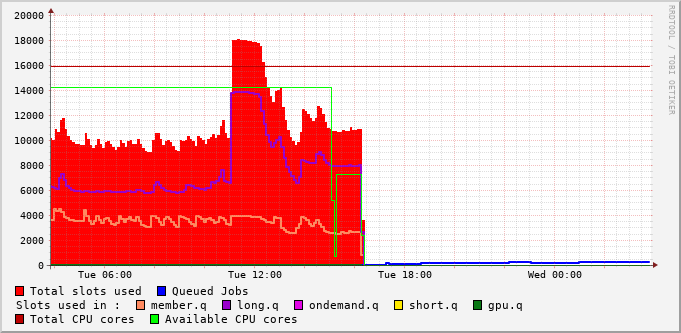 RRDTOOL / TOBI OETIKER
20000
18000
16000
14000
12000
10000
8000
6000
4000
2000
0
Tue 06:00 Tue 12:00 Tue 18:00 Wed 00:00
Total slots used Queued Jobs
Slots used in : member.q long.q ondemand.q short.q gpu.q
Total CPU cores Available CPU cores